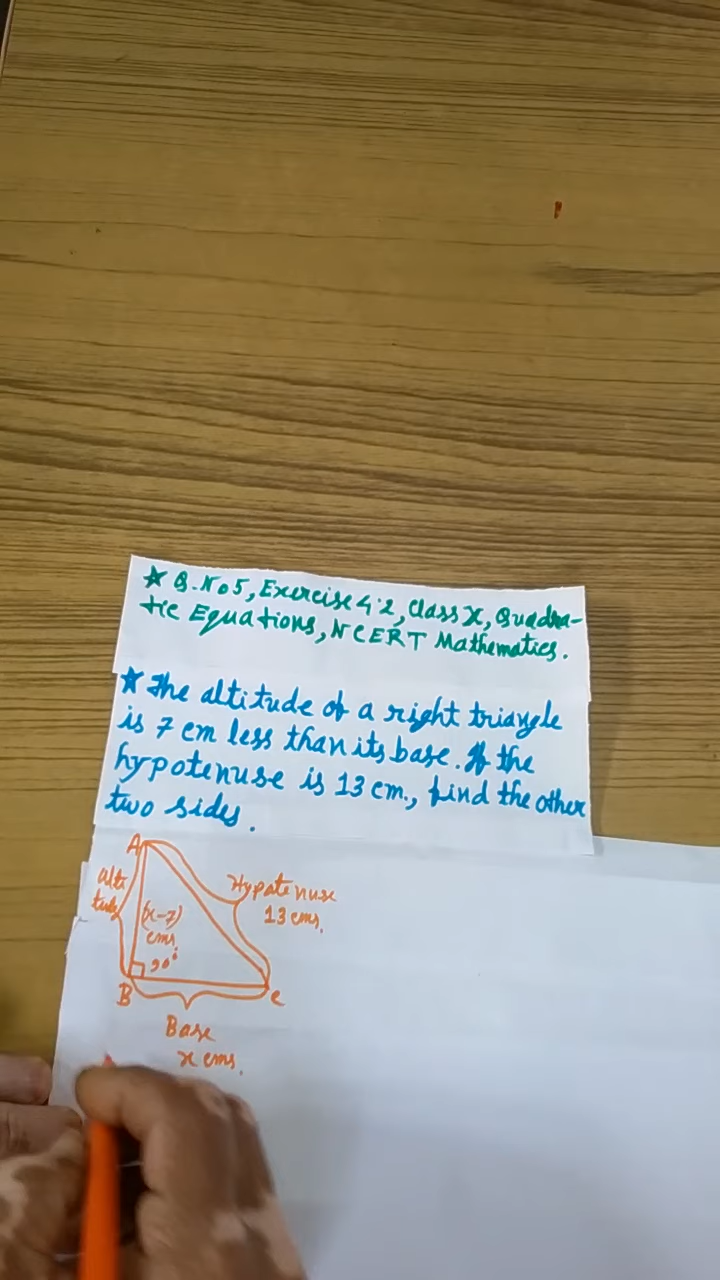 ★ Q.No 5, Exercise 4.2, Class X, Quadra-
tic Equations, NCERT Mathematics.
★ The altitude of a right triangle
is 7 cm less than its base. If the
hypotenuse is 13 cm., find the other
two sides.
A
Alti
tude
Hypotenuse
13 cms.
(x-7)
cms.
90°
B
C
Base
x cms.